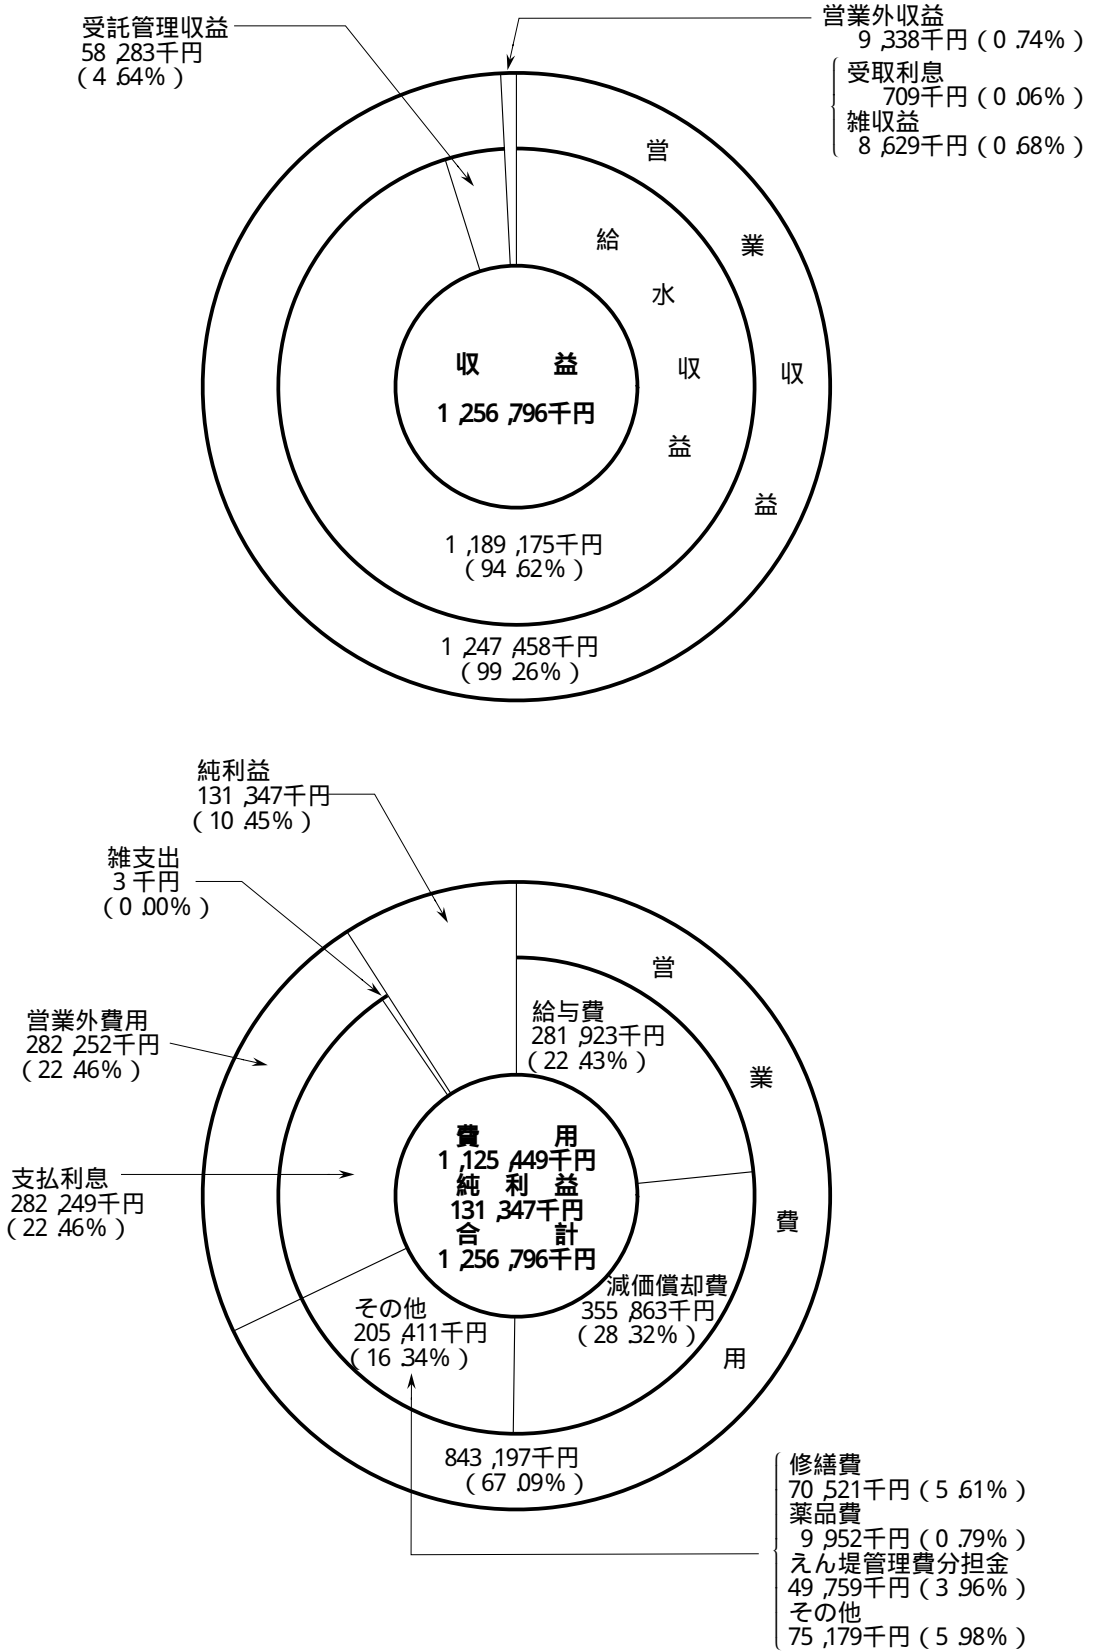 受託管理収益
58,283千円
(4.64%)
営業外収益
9,338千円(0.74%)
受取利息
709千円(0.06%)
雑収益
8,629千円(0.68%)
営業収益
給水収益
収 益
1,256,796千円
1,189,175千円
(94.62%)
1,247,458千円
(99.26%)
純利益
131,347千円
(10.45%)
雑支出
3千円
(0.00%)
営業外費用
282,252千円
(22.46%)
支払利息
282,249千円
(22.46%)
営業費用
給与費
281,923千円
(22.43%)
費 用
1,125,449千円
純 利 益
131,347千円
合 計
1,256,796千円
減価償却費
355,863千円
(28.32%)
その他
205,411千円
(16.34%)
843,197千円
(67.09%)
修繕費
70,521千円(5.61%)
薬品費
9,952千円(0.79%)
えん堤管理費分担金
49,759千円(3.96%)
その他
75,179千円(5.98%)